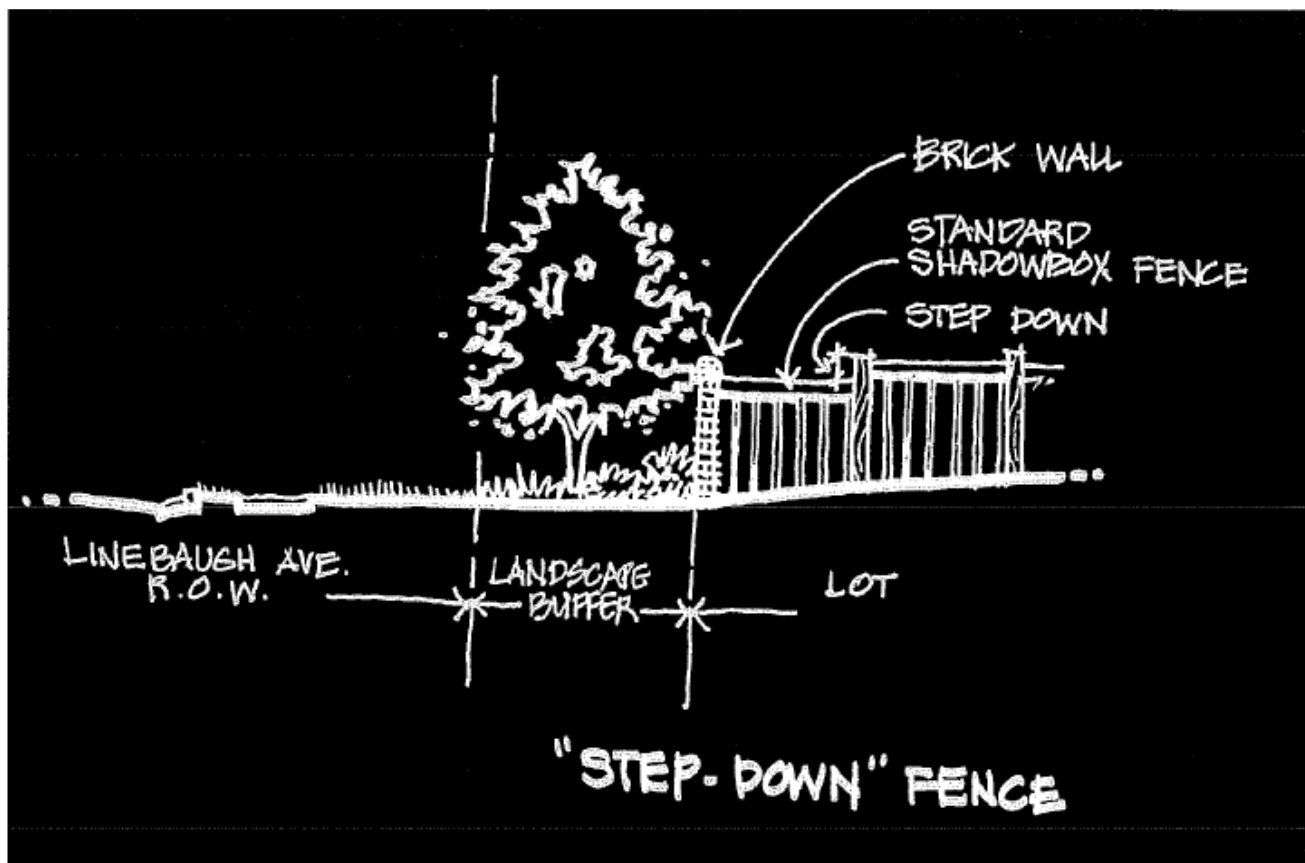 BRICK WALL
STANDARD
SHADOWBOX FENCE
STEP DOWN
LINEBAUGH AVE.
R.O.W.
LANDSCAPE
BUFFER
LOT
"STEP-DOWN" FENCE